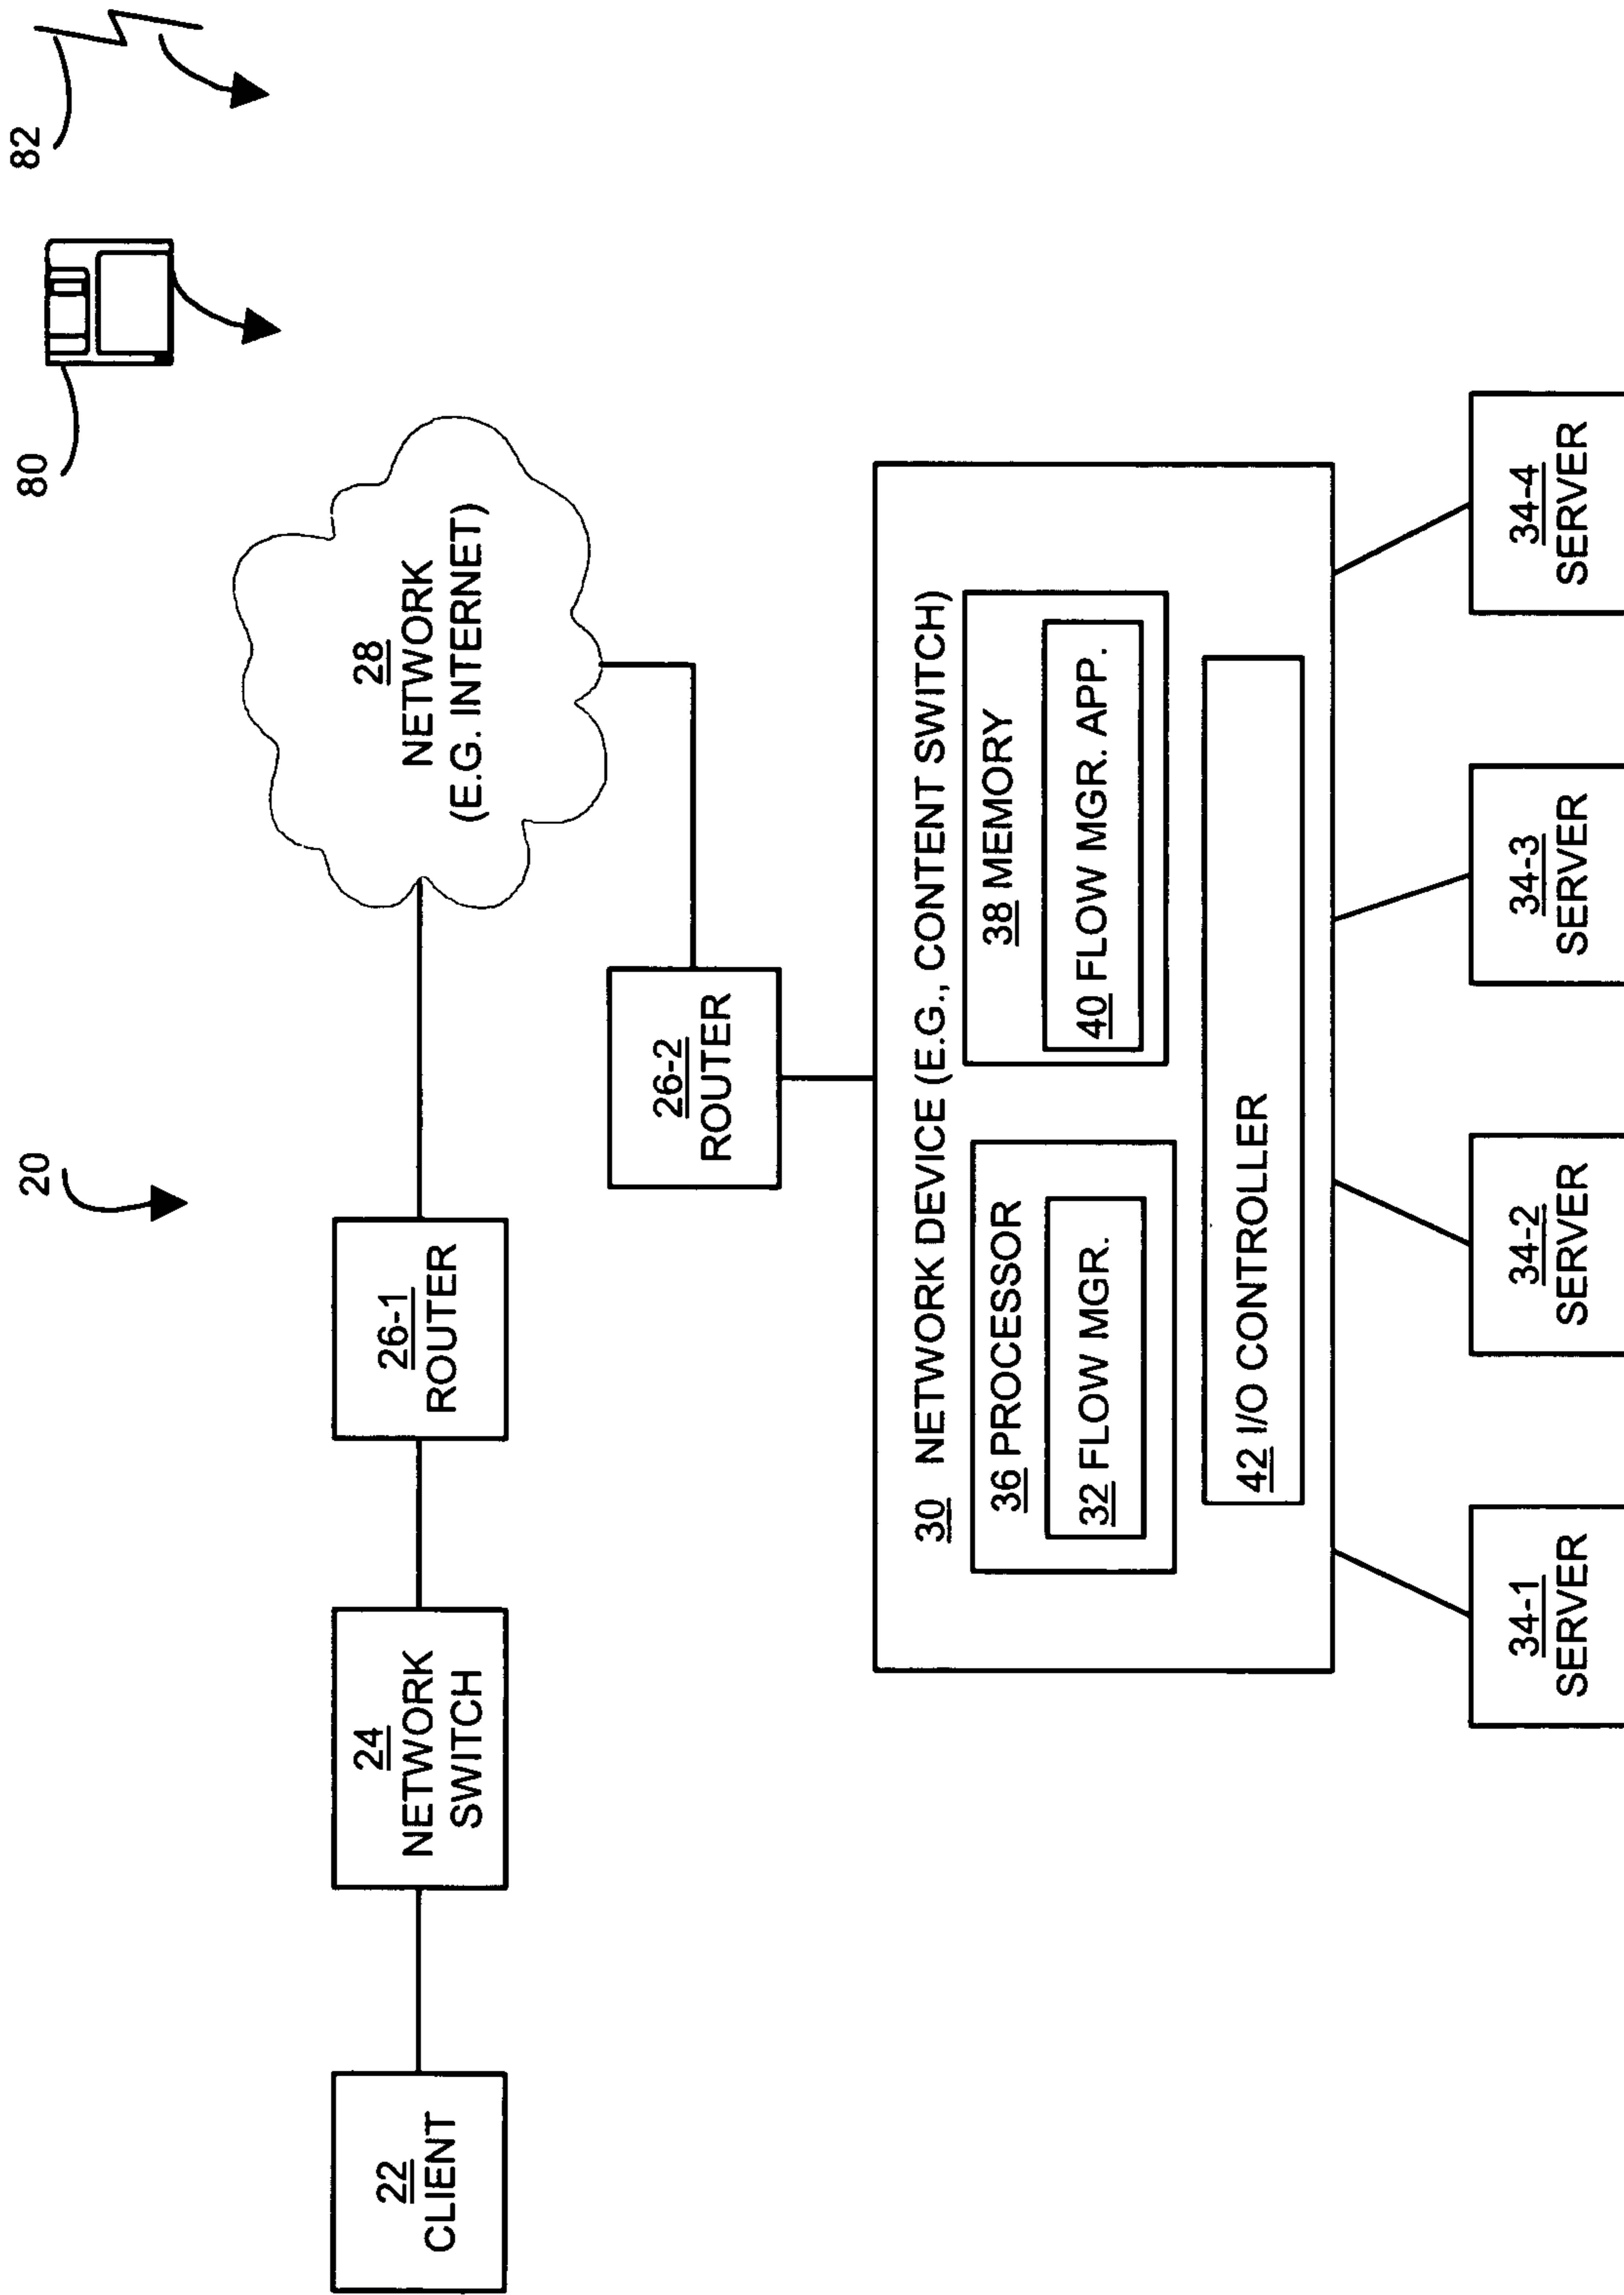 20
80
82
22
CLIENT
24
NETWORK
SWITCH
26-1
ROUTER
28
NETWORK
(E.G. INTERNET)
26-2
ROUTER
30 NETWORK DEVICE (E.G., CONTENT SWITCH)
36 PROCESSOR
32 FLOW MGR.
38 MEMORY
40 FLOW MGR. APP.
42 I/O CONTROLLER
34-1
SERVER
34-2
SERVER
34-3
SERVER
34-4
SERVER